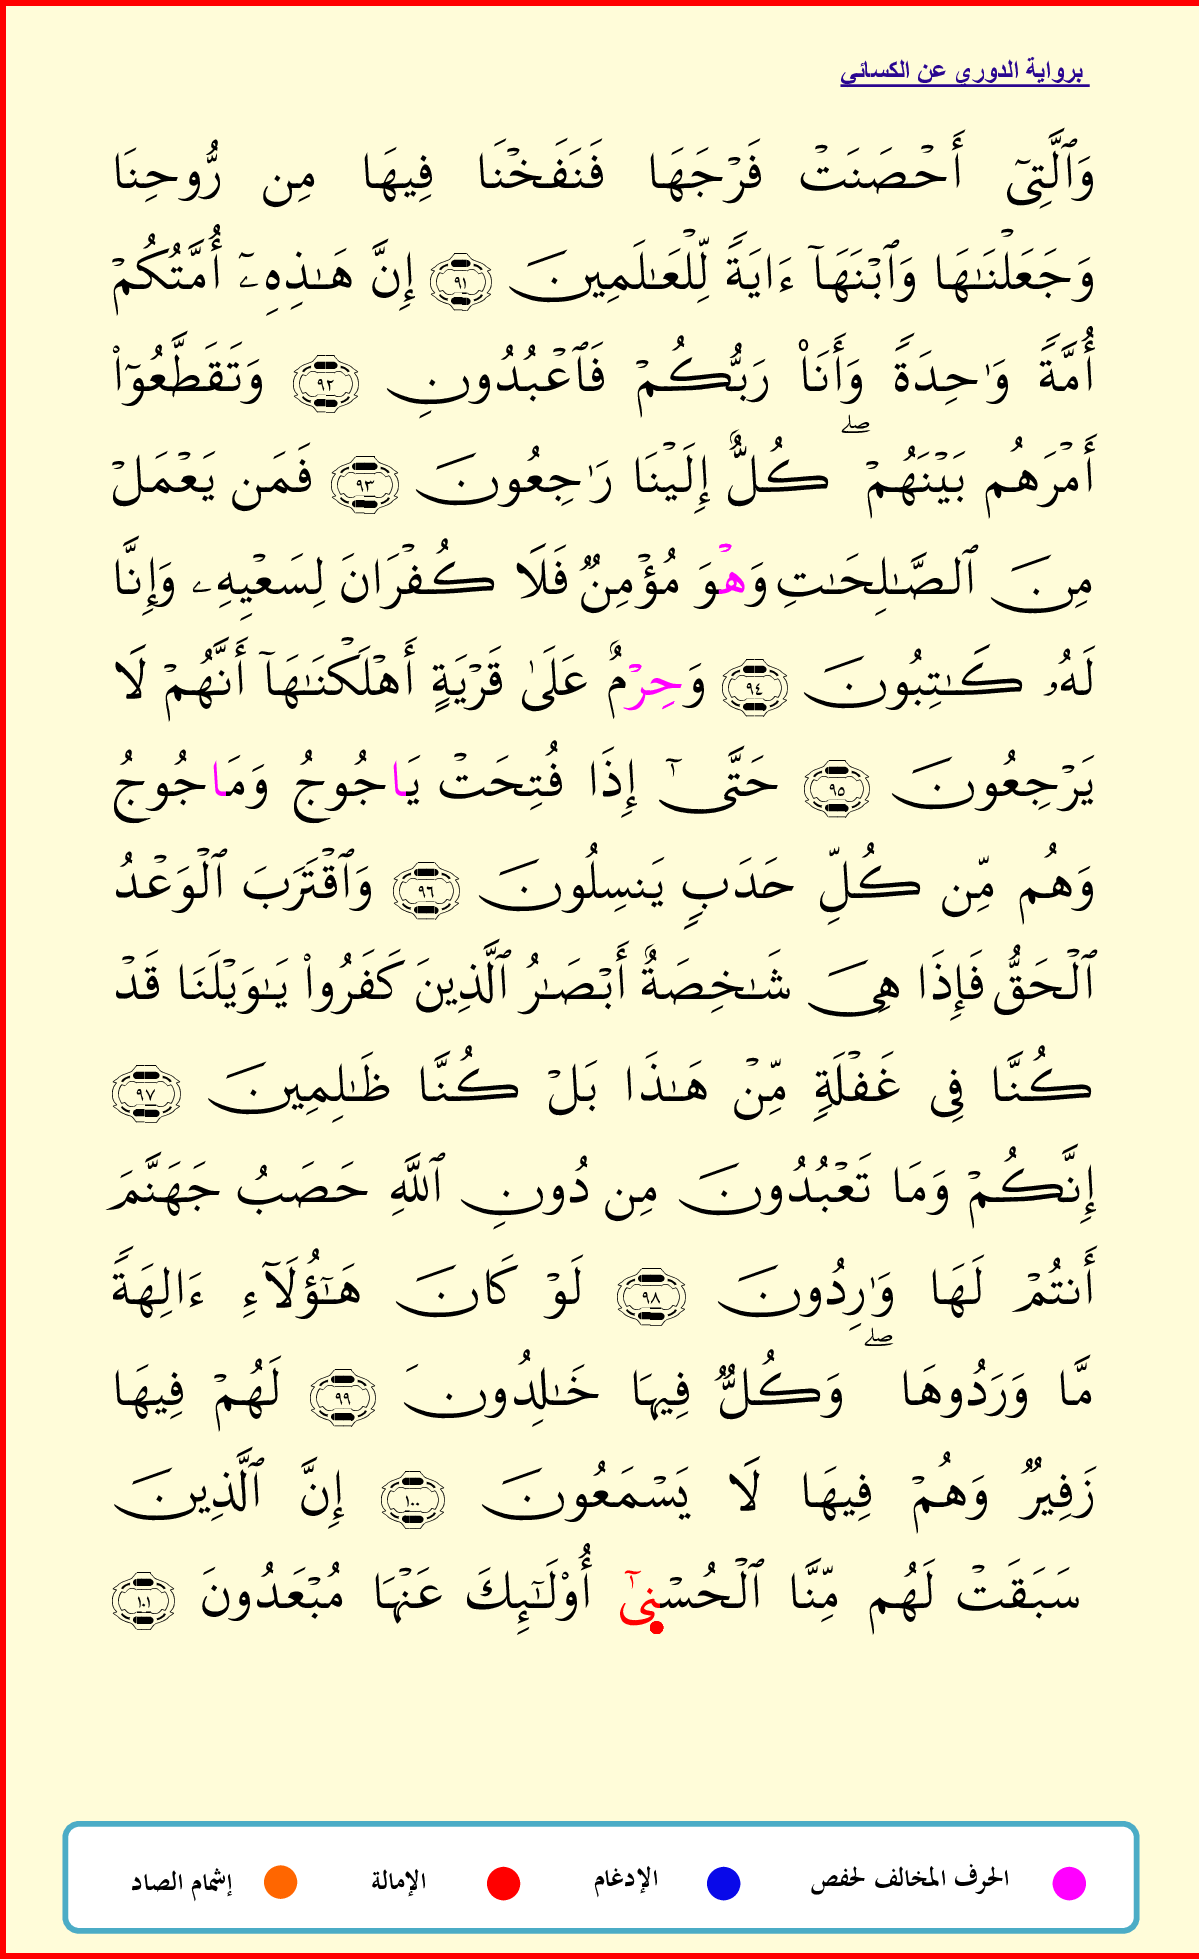 برواية الدوري عن الكسائي
وَٱلَّتِيٓ أَحۡصَنَتۡ فَرۡجَهَا فَنَفَخۡنَا فِيهَا مِن رُّوحِنَا
وَجَعَلۡنَٰهَا وَٱبۡنَهَآ ءَايَةٗ لِّلۡعَٰلَمِينَ ٩١ إِنَّ هَٰذِهِۦٓ أُمَّتُكُمۡ
أُمَّةٗ وَٰحِدَةٗ وَأَنَا۠ رَبُّكُمۡ فَٱعۡبُدُونِ ٩٢ وَتَقَطَّعُوٓاْ
أَمۡرَهُم بَيۡنَهُمۡۖ كُلٌّ إِلَيۡنَا رَٰجِعُونَ ٩٣ فَمَن يَعۡمَلۡ
مِنَ ٱلصَّٰلِحَٰتِ وَهۡوَ مُؤۡمِنٞ فَلَا كُفۡرَانَ لِسَعۡيِهِۦ وَإِنَّا
لَهُۥ كَٰتِبُونَ ٩٤ وَحِرۡمٌ عَلَىٰ قَرۡيَةٍ أَهۡلَكۡنَٰهَآ أَنَّهُمۡ لَا
يَرۡجِعُونَ ٩٥ حَتَّىٰٓ إِذَا فُتِحَتۡ يَاجُوجُ وَمَاجُوجُ
وَهُم مِّن كُلِّ حَدَبٖ يَنسِلُونَ ٩٦ وَٱقۡتَرَبَ ٱلۡوَعۡدُ
ٱلۡحَقُّ فَإِذَا هِيَ شَٰخِصَةٌ أَبۡصَٰرُ ٱلَّذِينَ كَفَرُواْ يَٰوَيۡلَنَا قَدۡ
كُنَّا فِي غَفۡلَةٖ مِّنۡ هَٰذَا بَلۡ كُنَّا ظَٰلِمِينَ ٩٧
إِنَّكُمۡ وَمَا تَعۡبُدُونَ مِن دُونِ ٱللَّهِ حَصَبُ جَهَنَّمَ
أَنتُمۡ لَهَا وَٰرِدُونَ ٩٨ لَوۡ كَانَ هَٰٓؤُلَآءِ ءَالِهَةٗ
مَّا وَرَدُوهَاۖ وَكُلّٞ فِيهَا خَٰلِدُونَ ٩٩ لَهُمۡ فِيهَا
زَفِيرٞ وَهُمۡ فِيهَا لَا يَسۡمَعُونَ ١٠٠ إِنَّ ٱلَّذِينَ
سَبَقَتۡ لَهُم مِّنَّا ٱلۡحُسۡنِىٰٓ أُوْلَٰٓئِكَ عَنۡهَا مُبۡعَدُونَ ١٠١
الحرف المخالف لحفص الإدغام الإمالة إشمام الصاد